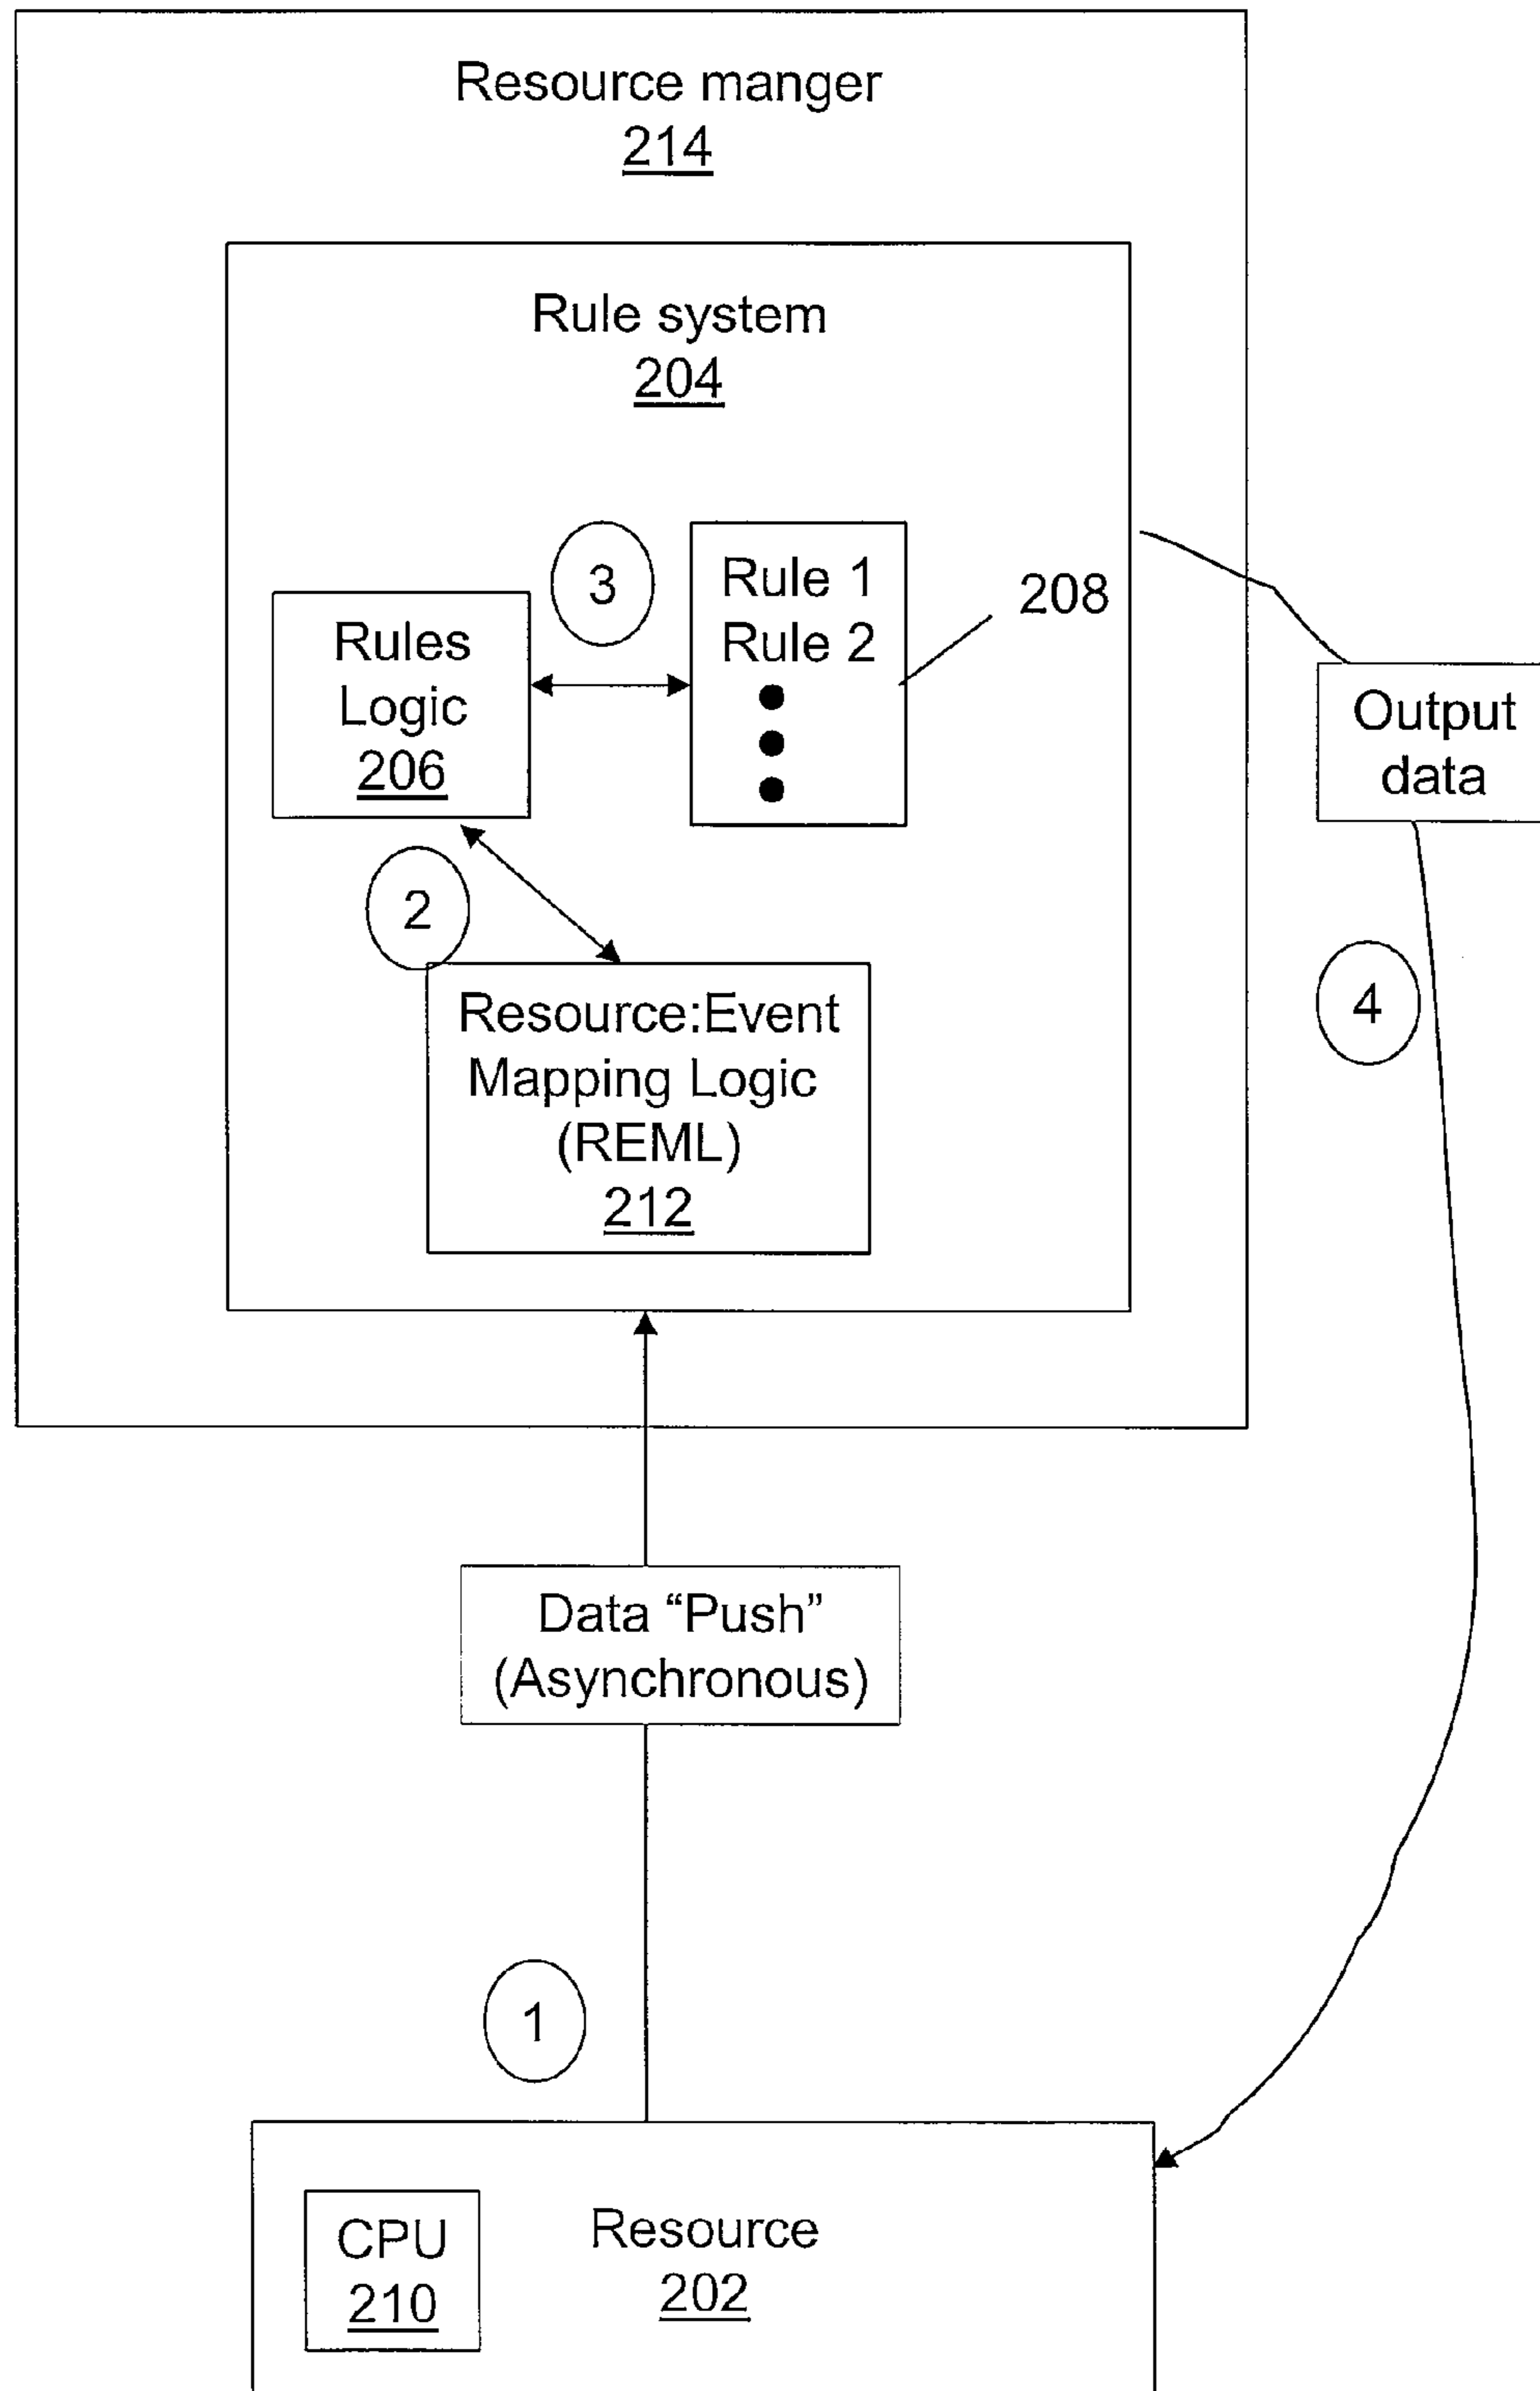 Resource manger
214
Rule system
204
3
Rule 1
Rule 2
208
Rules
Logic
206
Output
data
2
4
Resource:Event
Mapping Logic
(REML)
212
Data “Push”
(Asynchronous)
1
CPU
210
Resource
202